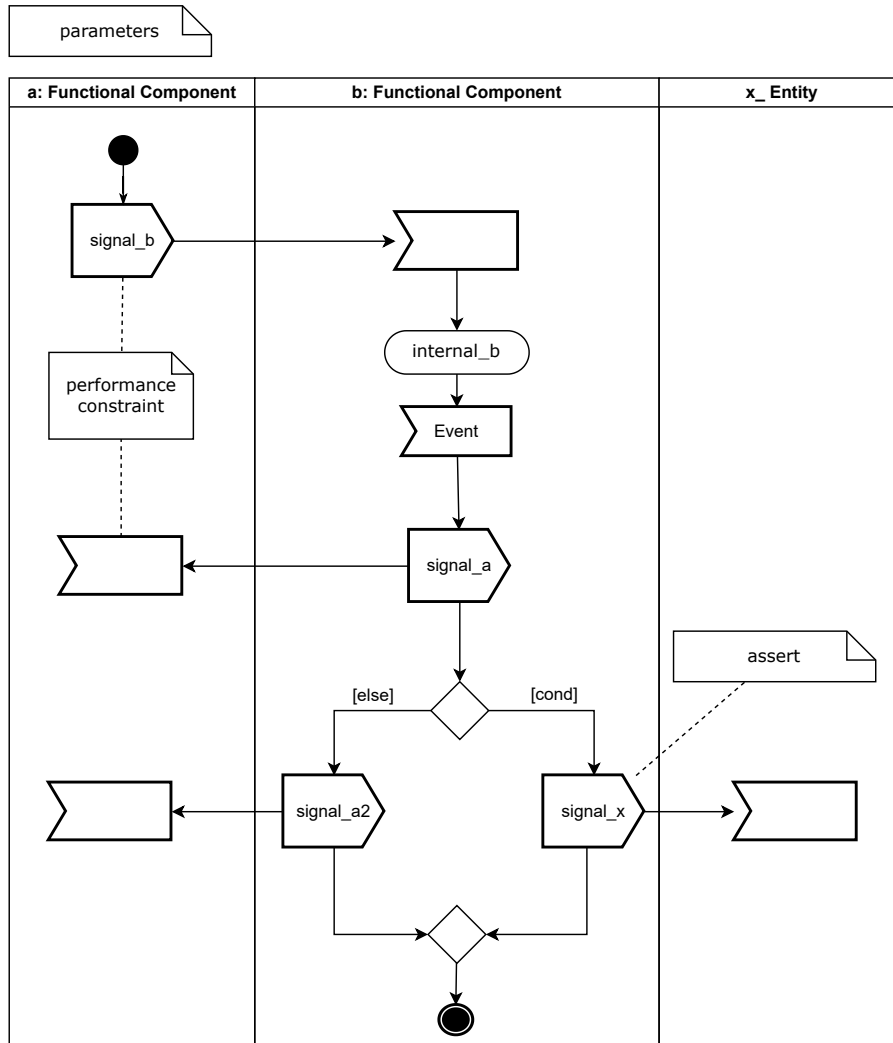 parameters
a: Functional Component
b: Functional Component
x_ Entity
signal_b
internal_b
performance
constraint
Event
signal_a
assert
[else]
[cond]
signal_a2
signal_x